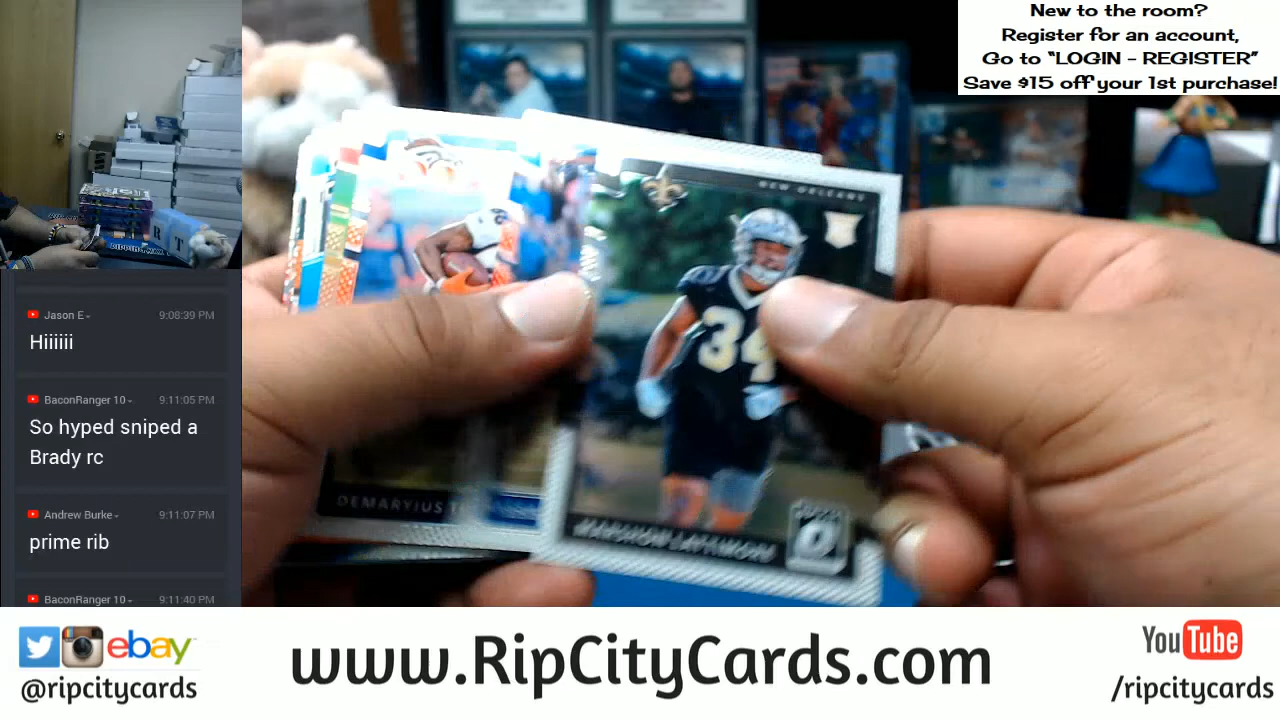 New to the room?
Register for an account,
Go to “LOGIN - REGISTER”
Save $15 off your 1st purchase!
Jason E
9:08:39 PM
Hiiiiii
BaconRanger 10
9:11:05 PM
So hyped sniped a
Brady rc
Andrew Burke
9:11:07 PM
prime rib
BaconRanger 10
9:11:40 PM
NEW ORLEANS
34
DEMARYIUS T
MARSHON LATTIMORE
ebay
@ripcitycards
www.RipCityCards.com
YouTube
/ripcitycards